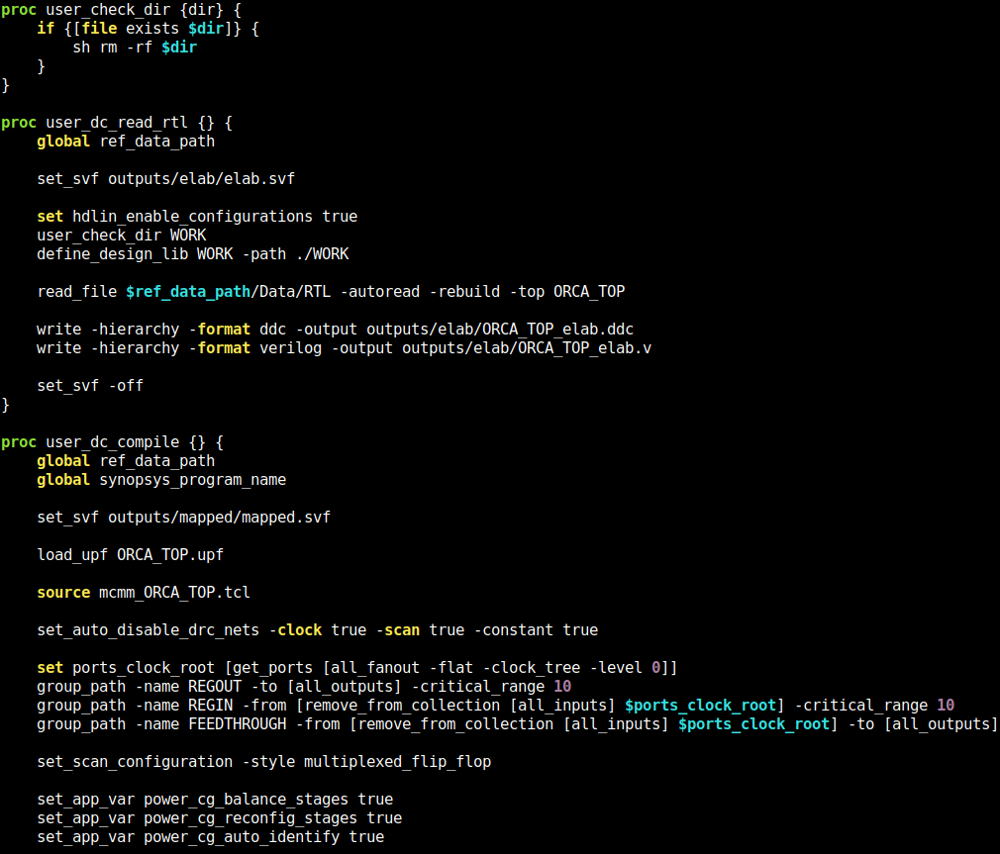 proc user_check_dir {dir} {
    if {[file exists $dir]} {
        sh rm -rf $dir
    }
}

proc user_dc_read_rtl {} {
    global ref_data_path

    set_svf outputs/elab/elab.svf

    set hdlin_enable_configurations true
    user_check_dir WORK
    define_design_lib WORK -path ./WORK

    read_file $ref_data_path/Data/RTL -autoread -rebuild -top ORCA_TOP

    write -hierarchy -format ddc -output outputs/elab/ORCA_TOP_elab.ddc
    write -hierarchy -format verilog -output outputs/elab/ORCA_TOP_elab.v

    set_svf -off
}

proc user_dc_compile {} {
    global ref_data_path
    global synopsys_program_name

    set_svf outputs/mapped/mapped.svf

    load_upf ORCA_TOP.upf

    source mcmm_ORCA_TOP.tcl

    set_auto_disable_drc_nets -clock true -scan true -constant true

    set ports_clock_root [get_ports [all_fanout -flat -clock_tree -level 0]]
    group_path -name REGOUT -to [all_outputs] -critical_range 10
    group_path -name REGIN -from [remove_from_collection [all_inputs] $ports_clock_root] -critical_range 10
    group_path -name FEEDTHROUGH -from [remove_from_collection [all_inputs] $ports_clock_root] -to [all_outputs]

    set_scan_configuration -style multiplexed_flip_flop

    set_app_var power_cg_balance_stages true
    set_app_var power_cg_reconfig_stages true
    set_app_var power_cg_auto_identify true